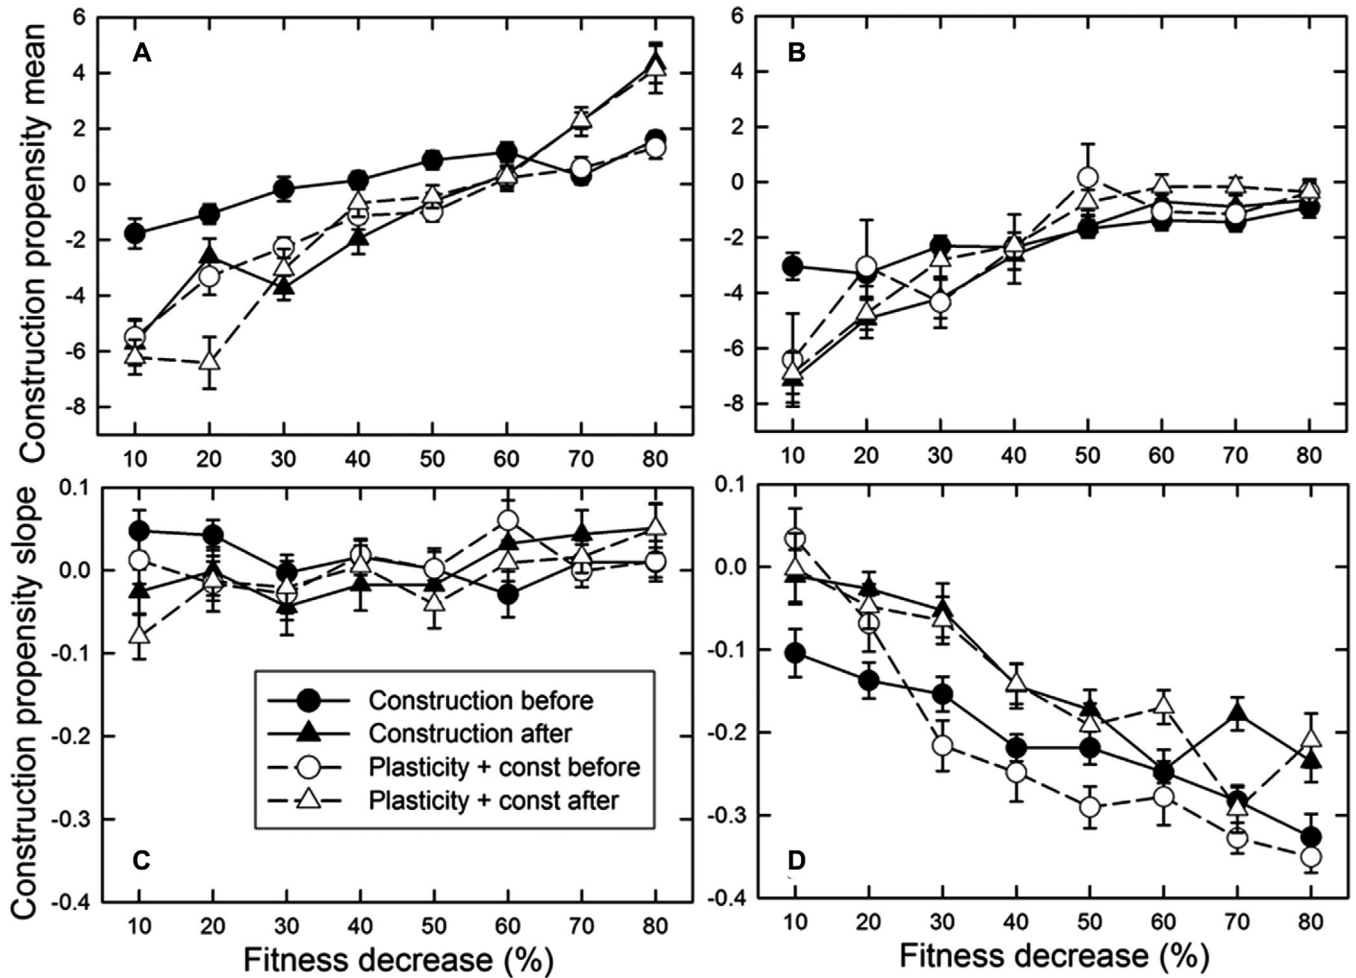 Construction propensity mean
6
4
2
0
-2
-4
-6
-8
A
10 20 30 40 50 60 70 80
6
4
2
0
-2
-4
-6
-8
B
10 20 30 40 50 60 70 80
Construction propensity slope
0.1
0.0
-0.1
-0.2
-0.3
-0.4
Construction before
Construction after
Plasticity + const before
Plasticity + const after
C
10 20 30 40 50 60 70 80
Fitness decrease (%)
0.1
0.0
-0.1
-0.2
-0.3
-0.4
D
10 20 30 40 50 60 70 80
Fitness decrease (%)